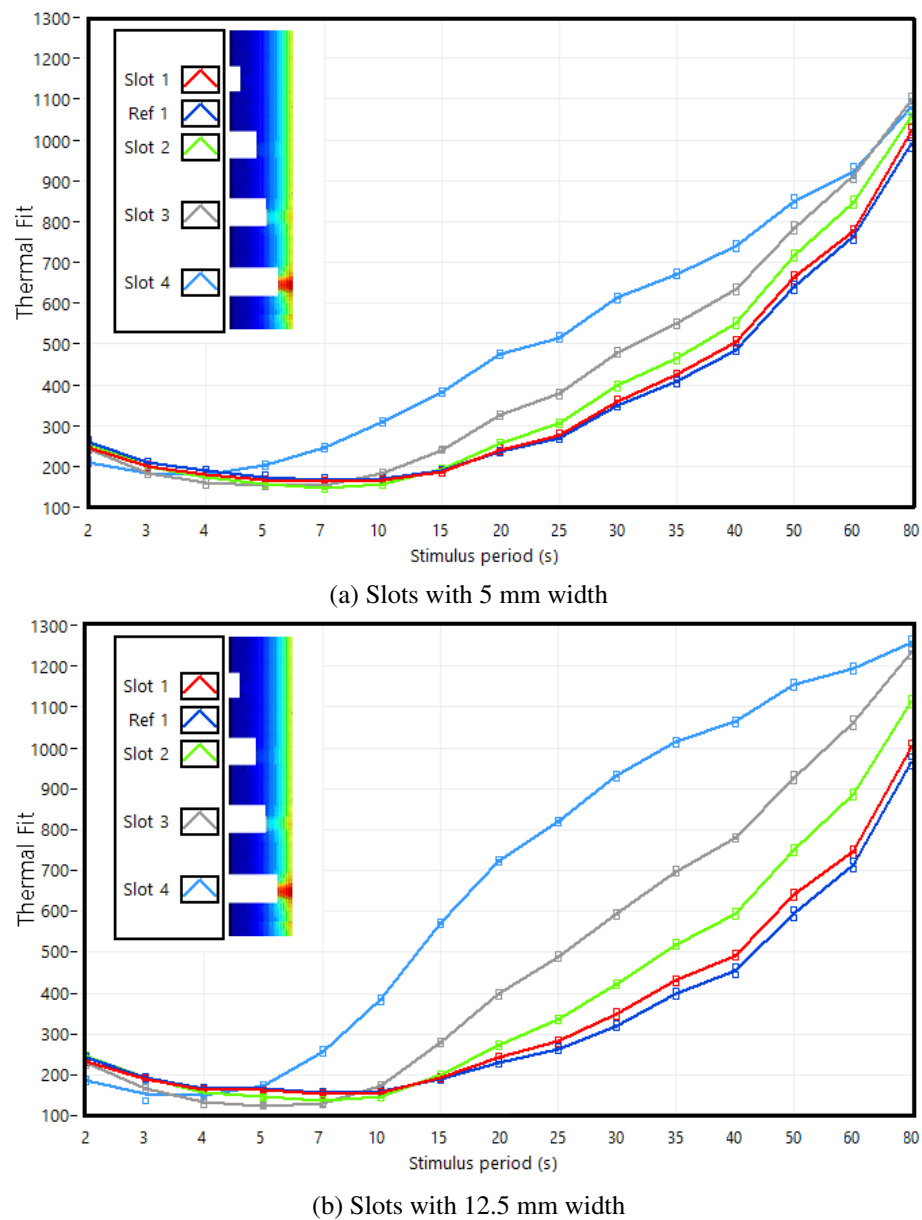 1300
1200
1100
1000
900
800
700
600
500
400
300
200
100
Thermal Fit
Slot 1
Ref 1
Slot 2
Slot 3
Slot 4
2 3 4 5 7 10 15 20 25 30 35 40 50 60 80
Stimulus period (s)
(a) Slots with 5 mm width
1300
1200
1100
1000
900
800
700
600
500
400
300
200
100
Thermal Fit
Slot 1
Ref 1
Slot 2
Slot 3
Slot 4
2 3 4 5 7 10 15 20 25 30 35 40 50 60 80
Stimulus period (s)
(b) Slots with 12.5 mm width